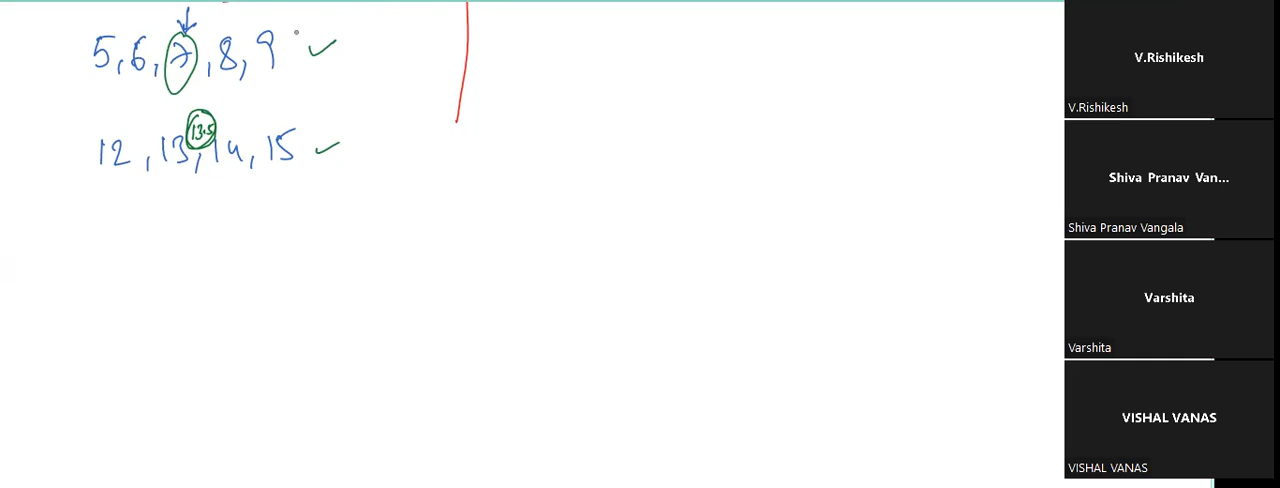 5, 6, 7, 8, 9 ✓
13.5
12, 13, 14, 15 ✓
V.Rishikesh
V.Rishikesh
Shiva Pranav Van...
Shiva Pranav Vangala
Varshita
Varshita
VISHAL VANAS
VISHAL VANAS